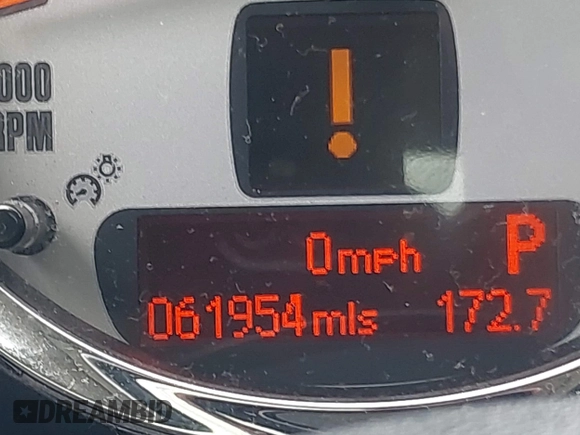 000
RPM
!
0mph P
061954mls 172.7
DREAMBID